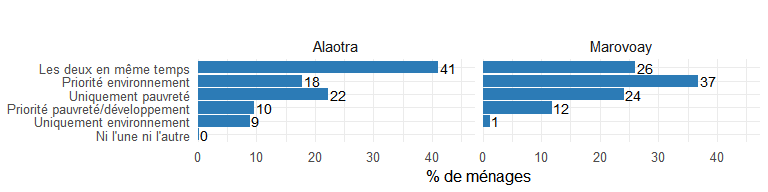 Alaotra Marovoay
Les deux en même temps 41 26
Priorité environnement 18 37
Uniquement pauvreté 22 24
Priorité pauvreté/développement 10 12
Uniquement environnement 9 1
Ni l'une ni l'autre 0
0 10 20 30 40 0 10 20 30 40
% de ménages